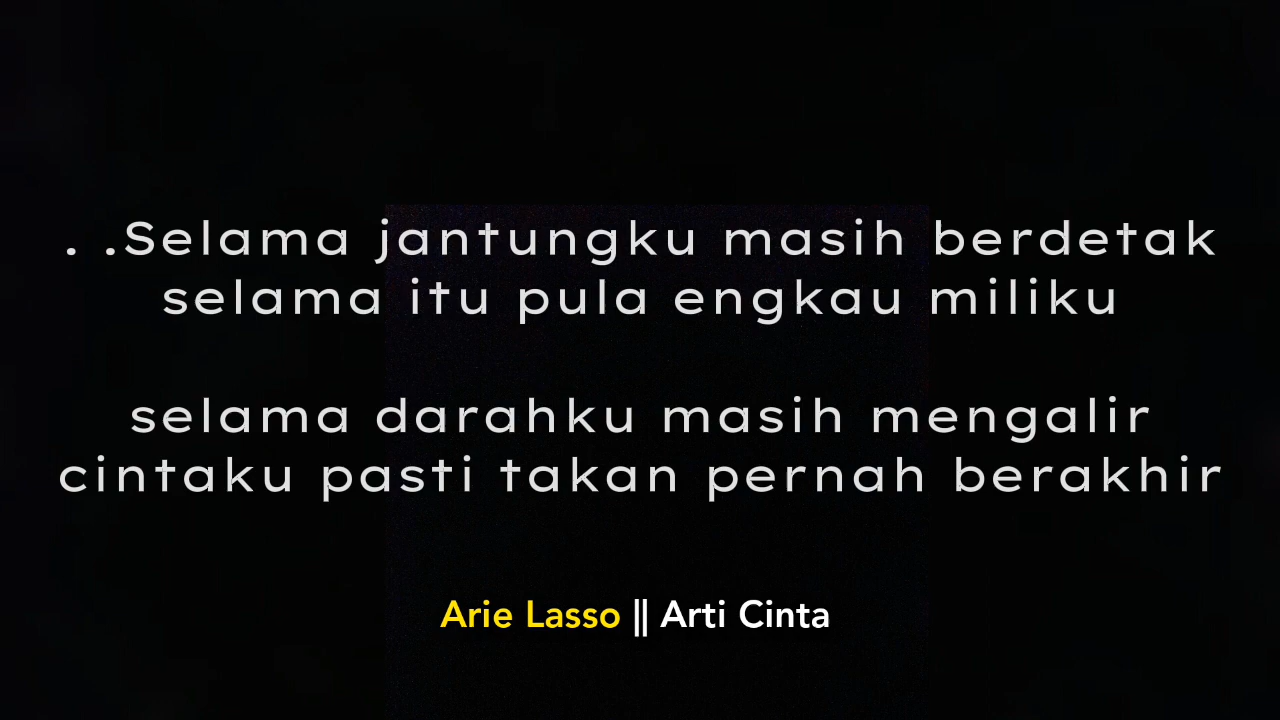 . .Selama jantungku masih berdetak
selama itu pula engkau miliku
selama darahku masih mengalir
cintaku pasti takan pernah berakhir
Arie Lasso || Arti Cinta